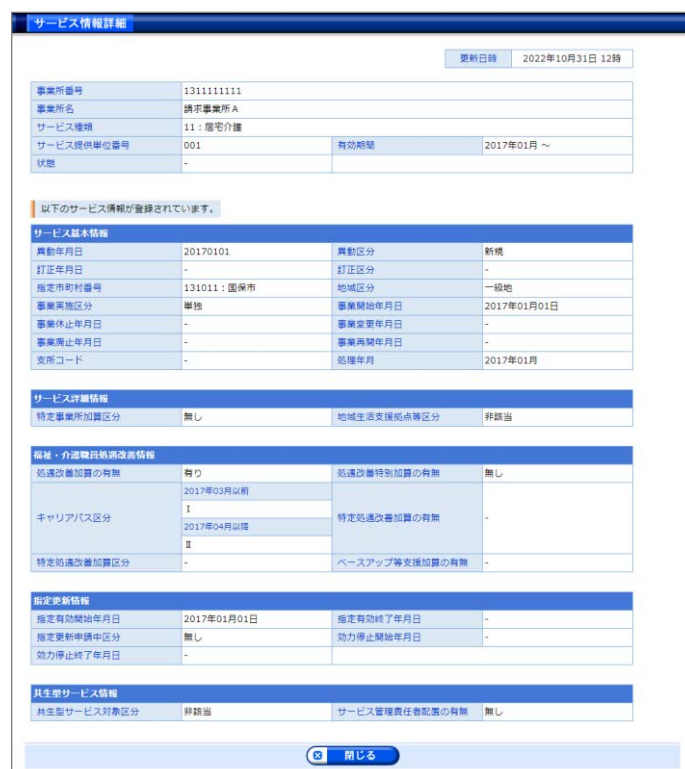 サービス情報詳細
更新日時 2022年10月31日 12時
事業所番号 1311111111
事業所名 請求事業所A
サービス種類 11：居宅介護
サービス提供単位番号 001 有効期間 2017年01月 ～
状態 -
以下のサービス情報が登録されています。
サービス基本情報
異動年月日 20170101 異動区分 新規
訂正年月日 - 訂正区分 -
指定市町村番号 131011：国保市 地域区分 一級地
事業実施区分 単独 事業開始年月日 2017年01月01日
事業休止年月日 - 事業変更年月日 -
事業廃止年月日 - 事業再開年月日 -
支所コード - 処理年月 2017年01月
サービス詳細情報
特定事業所加算区分 無し 地域生活支援拠点等区分 非該当
福祉・介護職員処遇改善情報
処遇改善加算の有無 有り 処遇改善特別加算の有無 無し
キャリアパス区分 2017年03月以前 特定処遇改善加算の有無 -
Ⅰ
2017年04月以降
Ⅱ
特定処遇改善加算区分 - ベースアップ等支援加算の有無 -
指定更新情報
指定有効開始年月日 2017年01月01日 指定有効終了年月日 -
指定更新申請中区分 無し 効力停止開始年月日 -
効力停止終了年月日 -
共生型サービス情報
共生型サービス対象区分 非該当 サービス管理責任者配置の有無 無し
閉じる